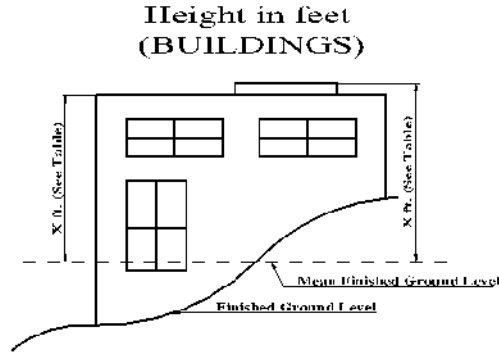 Height in feet
(BUILDINGS)
X ft. (See Table)
X ft. (See Table)
Mean Finished Ground Level
Finished Ground Level